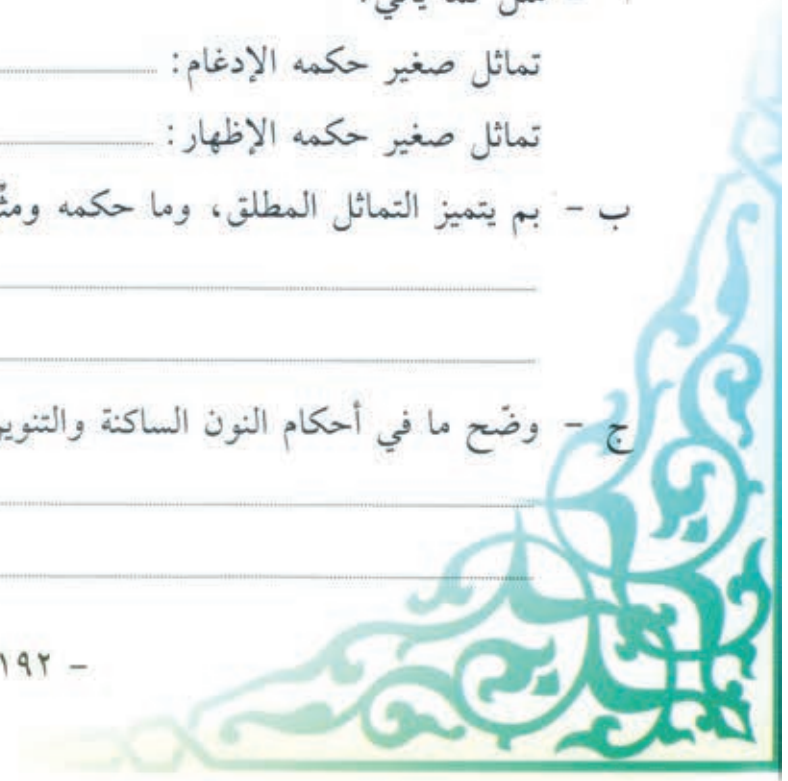 تماثل صغير حكمه الإدغام:
تماثل صغير حكمه الإظهار:
ب - بم يتميز التماثل المطلق، وما حكمه
ج - وضّح ما في أحكام النون الساكنة
١٩٢ -